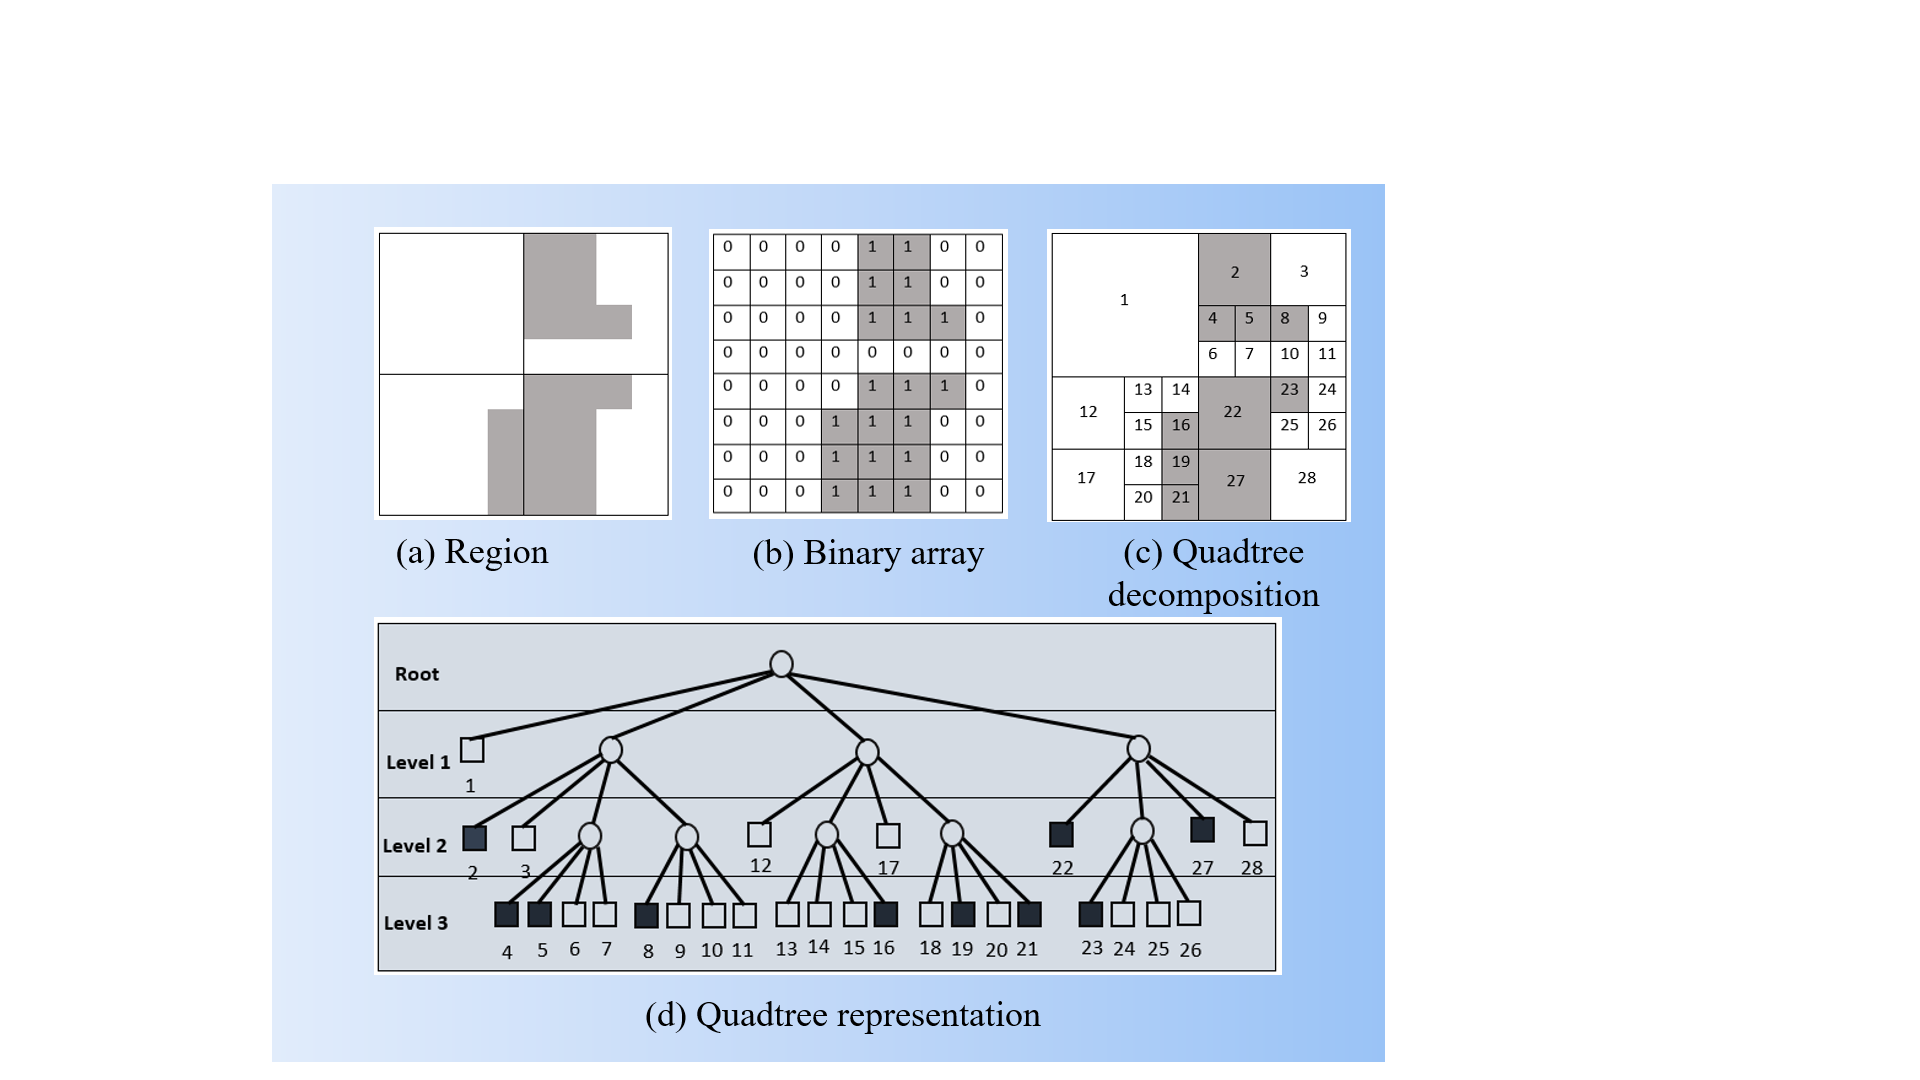 0 0 0 0 1 1 0 0
0 0 0 0 1 1 0 0
0 0 0 0 1 1 1 0
0 0 0 0 0 0 0 0
0 0 0 0 1 1 1 0
0 0 0 1 1 1 0 0
0 0 0 1 1 1 0 0
0 0 0 1 1 1 0 0
1 2 3
4 5 8 9
6 7 10 11
12 13 14 22 23 24
15 16 25 26
17 18 19 27 28
20 21
(a) Region
(b) Binary array
(c) Quadtree
decomposition
Root
Level 1
1
Level 2
2 3 12 17 22 27 28
Level 3
4 5 6 7 8 9 10 11 13 14 15 16 18 19 20 21 23 24 25 26
(d) Quadtree representation